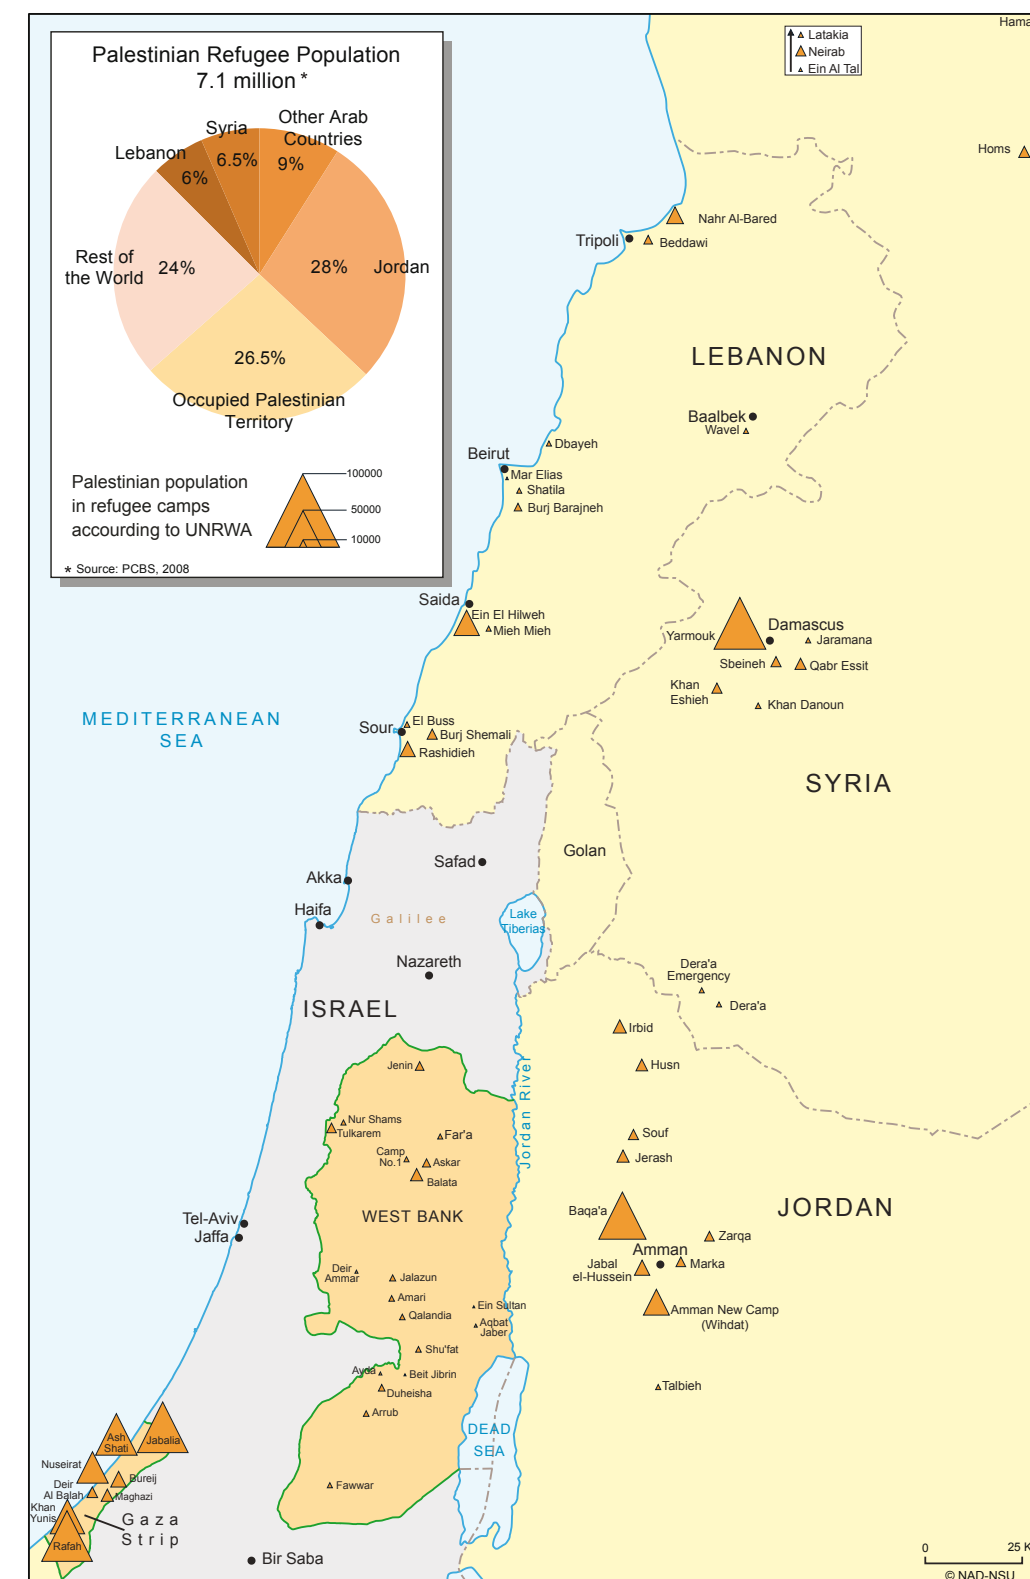 Palestinian Refugee Population
7.1 million *
Syria
6.5%
Other Arab
Countries
9%
Lebanon
6%
Rest of
the World
24%
28%
Jordan
26.5%
Occupied Palestinian
Territory
Palestinian population
in refugee camps
accourding to UNRWA
100000
50000
10000
* Source: PCBS, 2008
Latakia
Neirab
Ein Al Tal
Hama
Homs
Nahr Al-Bared
Tripoli
Beddawi
LEBANON
Baalbek
Wavel
Dbayeh
Beirut
Mar Elias
Shatila
Burj Barajneh
Saida
Ein El Hilweh
Mieh Mieh
Yarmouk
Damascus
Jaramana
Sbeineh
Qabr Essit
Khan
Eshieh
Khan Danoun
MEDITERRANEAN
SEA
El Buss
Sour
Burj Shemali
Rashidieh
SYRIA
Golan
Safad
Akka
Haifa
Galilee
Lake
Tiberias
Nazareth
Dera'a
Emergency
Dera'a
ISRAEL
Irbid
Husn
Jordan River
Jenin
Nur Shams
Tulkarem
Far'a
Camp
No.1
Askar
Balata
Souf
Jerash
WEST BANK
Baqa'a
JORDAN
Tel-Aviv
Jaffa
Zarqa
Amman
Marka
Jabal
el-Hussein
Deir
Ammar
Jalazun
Amari
Qalandia
Ein Sultan
Aqbat
Jaber
Amman New Camp
(Wihdat)
Shu'fat
Ayda
Beit Jibrin
Duheisha
Talbieh
Arrub
DEAD
SEA
Ash
Shati
Jabalia
Nuseirat
Bureij
Deir
Al Balah
Maghazi
Fawwar
Khan
Yunis
Gaza
Strip
Rafah
Bir Saba
0
25 K
© NAD-NSU